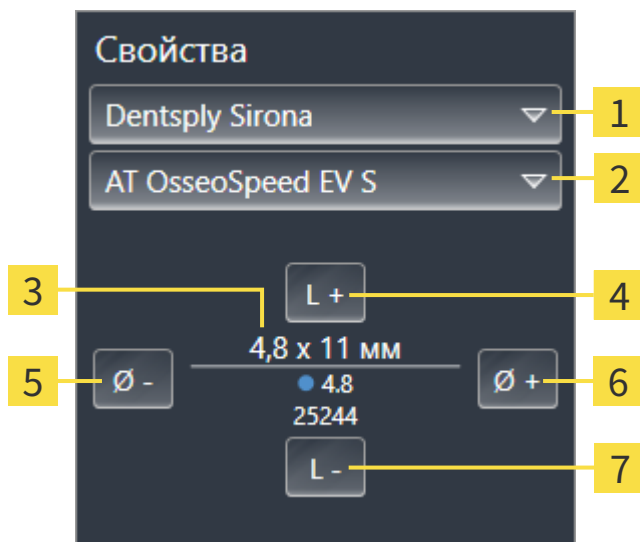 Свойства
Dentsply Sirona
1
AT OsseoSpeed EV S
2
3
L +
4
4,8 x 11 мм
5
Ø -
4.8
Ø +
6
25244
L -
7